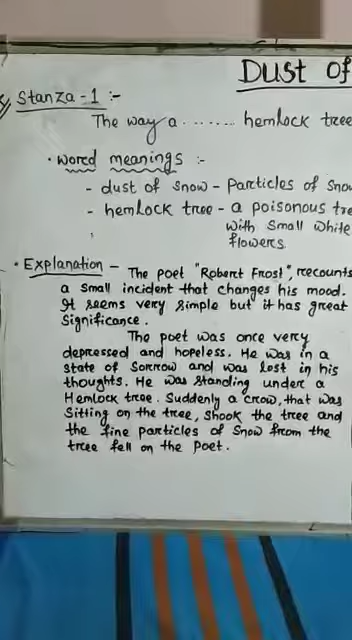 Dust of
Stanza-1 :-
The way a ........ hemlock tree
• word meanings :-
- dust of snow - Particles of Snow
- hemlock tree - a poisonous tre
with small white
flowers
• Explanation - The poet "Robert Frost", recounts
a small incident that changes his mood.
It seems very simple but it has great
significance.
The poet was once very
depressed and hopeless. He was in a
state of Sorrow and was lost in his
thoughts. He was standing under a
Hemlock tree. Suddenly a crow, that was
Sitting on the tree, shook the tree and
the fine particles of snow from the
tree fell on the Poet.